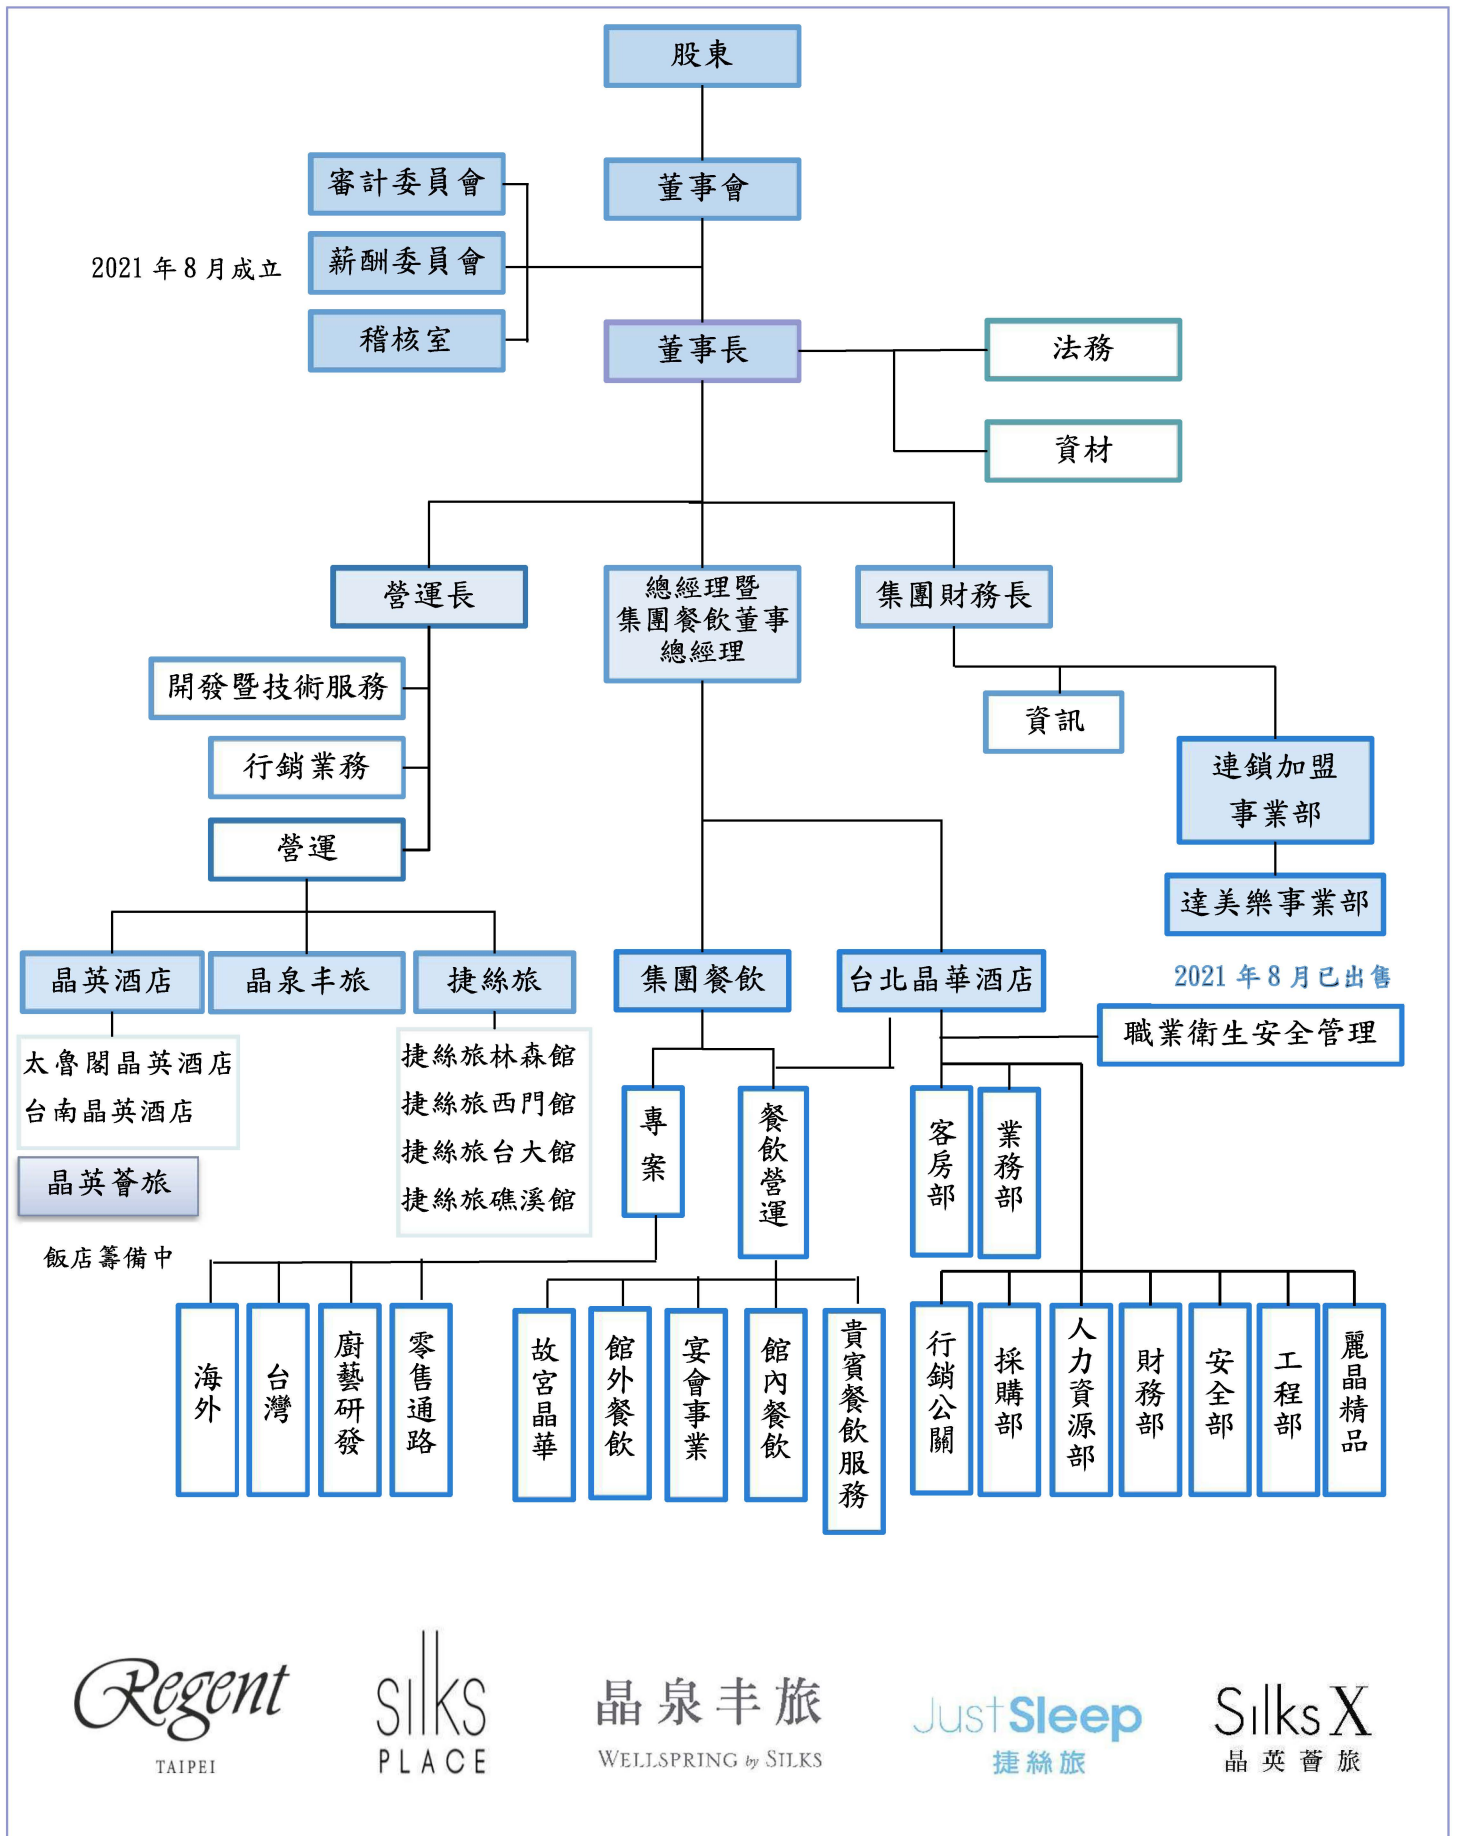 股東
董事會
審計委員會
薪酬委員會
2021 年 8 月成立
稽核室
董事長
法務
資材
營運長
總經理暨
集團餐飲董事
總經理
集團財務長
開發暨技術服務
行銷業務
營運
資訊
連鎖加盟
事業部
達美樂事業部
2021 年 8 月已出售
晶英酒店
晶泉丰旅
捷絲旅
集團餐飲
台北晶華酒店
職業衛生安全管理
太魯閣晶英酒店
台南晶英酒店
晶英薈旅
飯店籌備中
捷絲旅林森館
捷絲旅西門館
捷絲旅台大館
捷絲旅礁溪館
專案
餐飲營運
客房部
業務部
海外
台灣
廚藝研發
零售通路
故宮晶華
館外餐飲
宴會事業
館內餐飲
貴賓餐飲服務
行銷公關
採購部
人力資源部
財務部
安全部
工程部
麗晶精品
Regent
TAIPEI
silks
PLACE
晶泉丰旅
WELLSPRING by SILKS
JustSleep
捷絲旅
Silks X
晶英薈旅